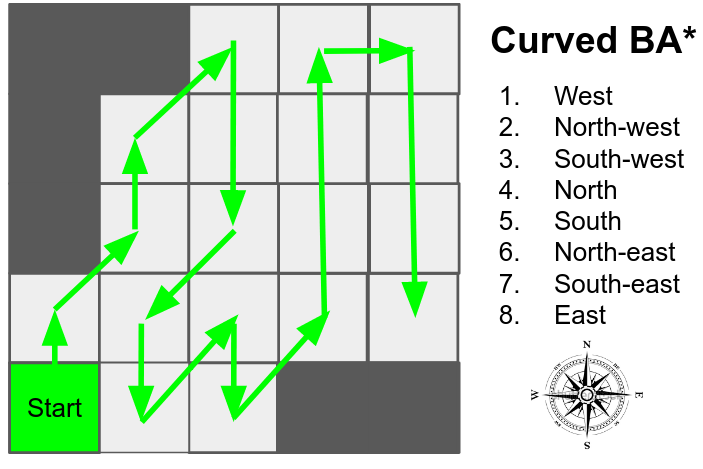 Curved BA*
1. West
2. North-west
3. South-west
4. North
5. South
6. North-east
7. South-east
8. East
Start
N
W
E
S